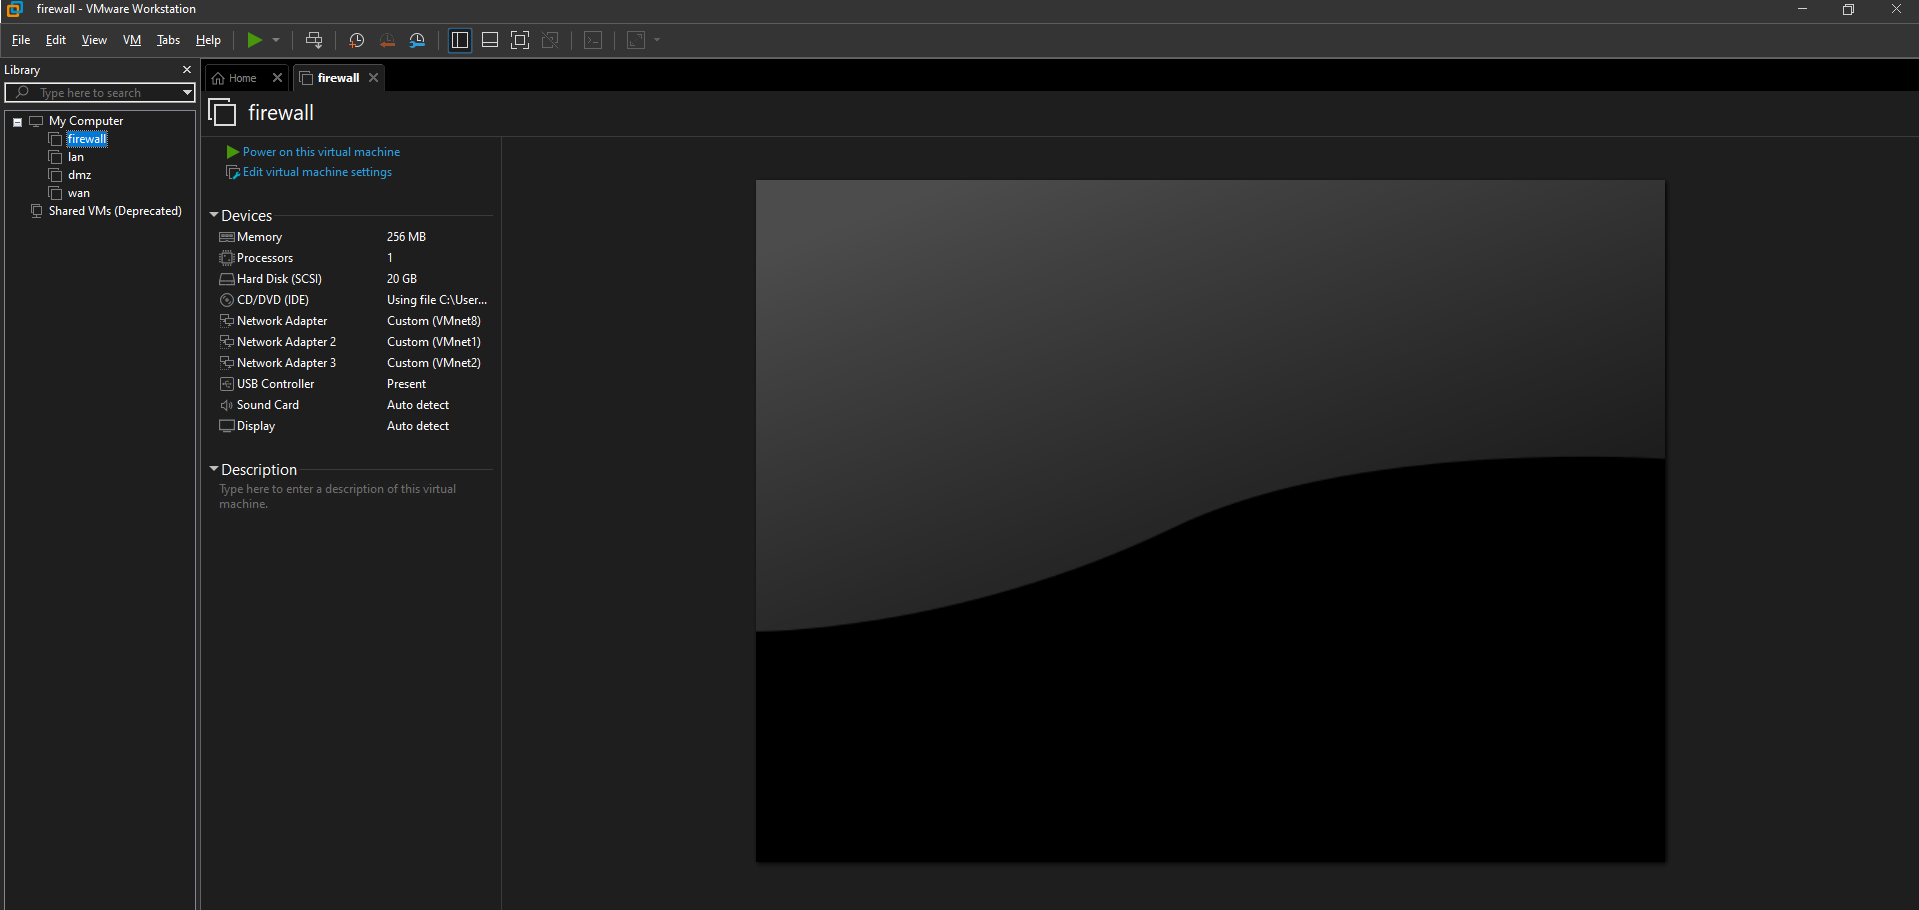 firewall - VMware Workstation
File Edit View VM Tabs Help
Library
Type here to search
My Computer
firewall
lan
dmz
wan
Shared VMs (Deprecated)
Home
firewall
firewall
Power on this virtual machine
Edit virtual machine settings
Devices
Memory 256 MB
Processors 1
Hard Disk (SCSI) 20 GB
CD/DVD (IDE) Using file C:\User...
Network Adapter Custom (VMnet8)
Network Adapter 2 Custom (VMnet1)
Network Adapter 3 Custom (VMnet2)
USB Controller Present
Sound Card Auto detect
Display Auto detect
Description
Type here to enter a description of this virtual
machine.